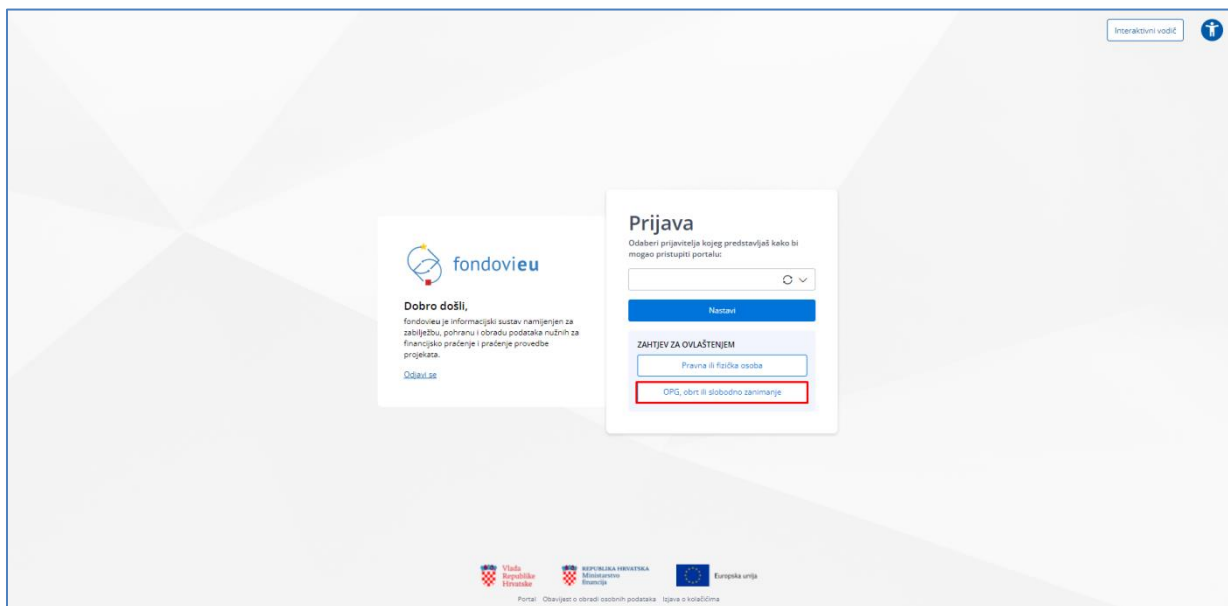 Interaktivni vodič
fondovieu
Dobro došli,
fondovieu je informacijski sustav namijenjen za
zabilježbu, pohranu i obradu podataka nužnih za
financijsko praćenje i praćenje provedbe
projekata.
Odjavi se
Prijava
Odaberi prijavitelja kojeg predstavljaš kako bi
mogao pristupiti portalu:
Nastavi
ZAHTJEV ZA OVLAŠTENJEM
Pravna ili fizička osoba
OPG, obrt ili slobodno zanimanje
Vlada
Republike
Hrvatske
REPUBLIKA HRVATSKA
Ministarstvo
financija
Europska unija
Portal Obavijest o obradi osobnih podataka Izjava o kolačićima